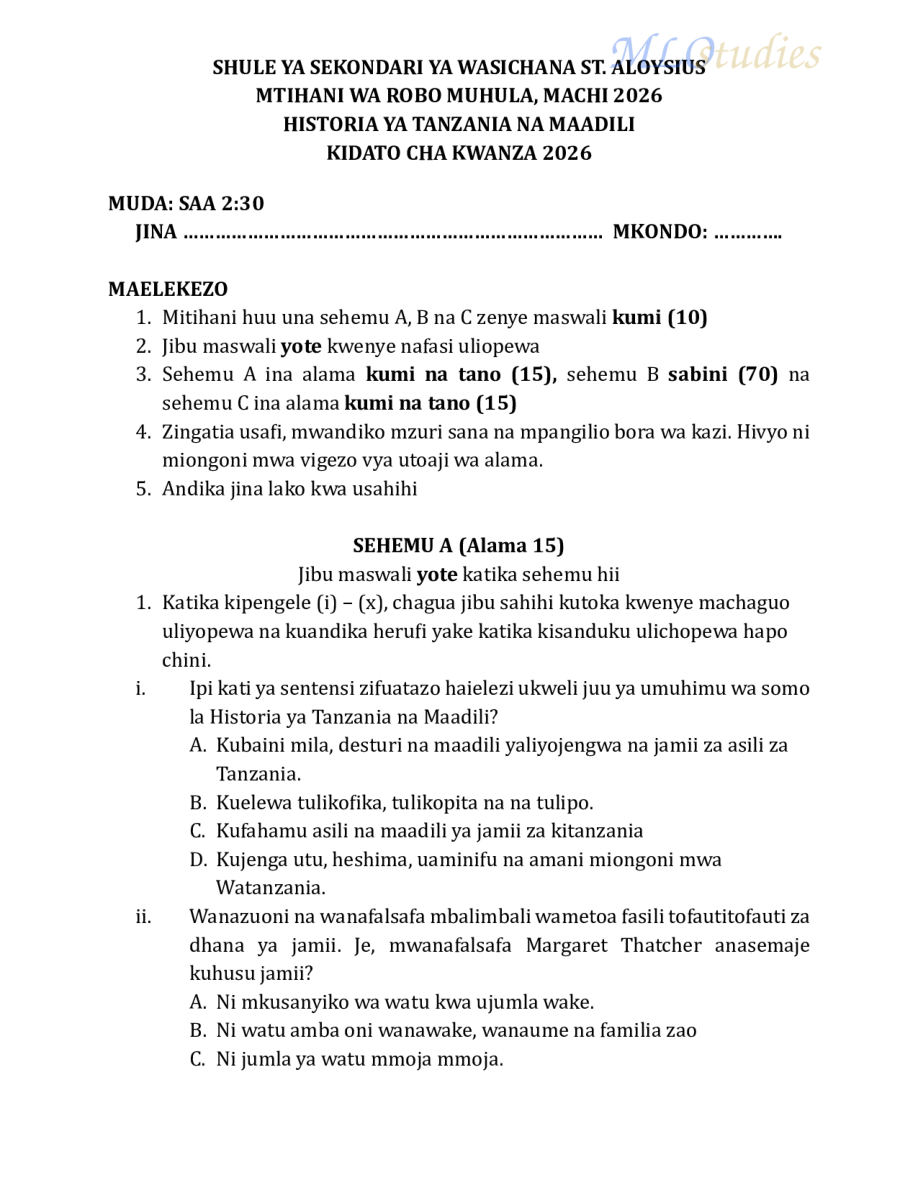 MLOstudies
SHULE YA SEKONDARI YA WASICHANA ST. ALOYSIUS
MTIHANI WA ROBO MUHULA, MACHI 2026
HISTORIA YA TANZANIA NA MAADILI
KIDATO CHA KWANZA 2026
MUDA: SAA 2:30
JINA …………………………………………………………………… MKONDO: ………….
MAELEKEZO
1. Mitihani huu una sehemu A, B na C zenye maswali kumi (10)
2. Jibu maswali yote kwenye nafasi uliopewa
3. Sehemu A ina alama kumi na tano (15), sehemu B sabini (70) na
sehemu C ina alama kumi na tano (15)
4. Zingatia usafi, mwandiko mzuri sana na mpangilio bora wa kazi. Hivyo ni
miongoni mwa vigezo vya utoaji wa alama.
5. Andika jina lako kwa usahihi
SEHEMU A (Alama 15)
Jibu maswali yote katika sehemu hii
1. Katika kipengele (i) – (x), chagua jibu sahihi kutoka kwenye machaguo
uliyopewa na kuandika herufi yake katika kisanduku ulichopewa hapo
chini.
i. Ipi kati ya sentensi zifuatazo haielezi ukweli juu ya umuhimu wa somo
la Historia ya Tanzania na Maadili?
A. Kubaini mila, desturi na maadili yaliyojengwa na jamii za asili za
Tanzania.
B. Kuelewa tulikofika, tulikopita na na tulipo.
C. Kufahamu asili na maadili ya jamii za kitanzania
D. Kujenga utu, heshima, uaminifu na amani miongoni mwa
Watanzania.
ii. Wanazuoni na wanafalsafa mbalimbali wametoa fasili tofautitofauti za
dhana ya jamii. Je, mwanafalsafa Margaret Thatcher anasemaje
kuhusu jamii?
A. Ni mkusanyiko wa watu kwa ujumla wake.
B. Ni watu amba oni wanawake, wanaume na familia zao
C. Ni jumla ya watu mmoja mmoja.